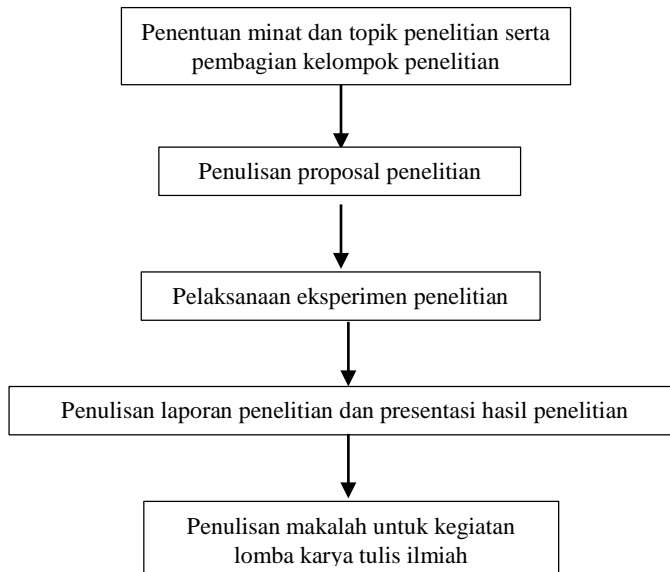 Penentuan minat dan topik penelitian serta
pembagian kelompok penelitian
Penulisan proposal penelitian
Pelaksanaan eksperimen penelitian
Penulisan laporan penelitian dan presentasi hasil penelitian
Penulisan makalah untuk kegiatan
lomba karya tulis ilmiah